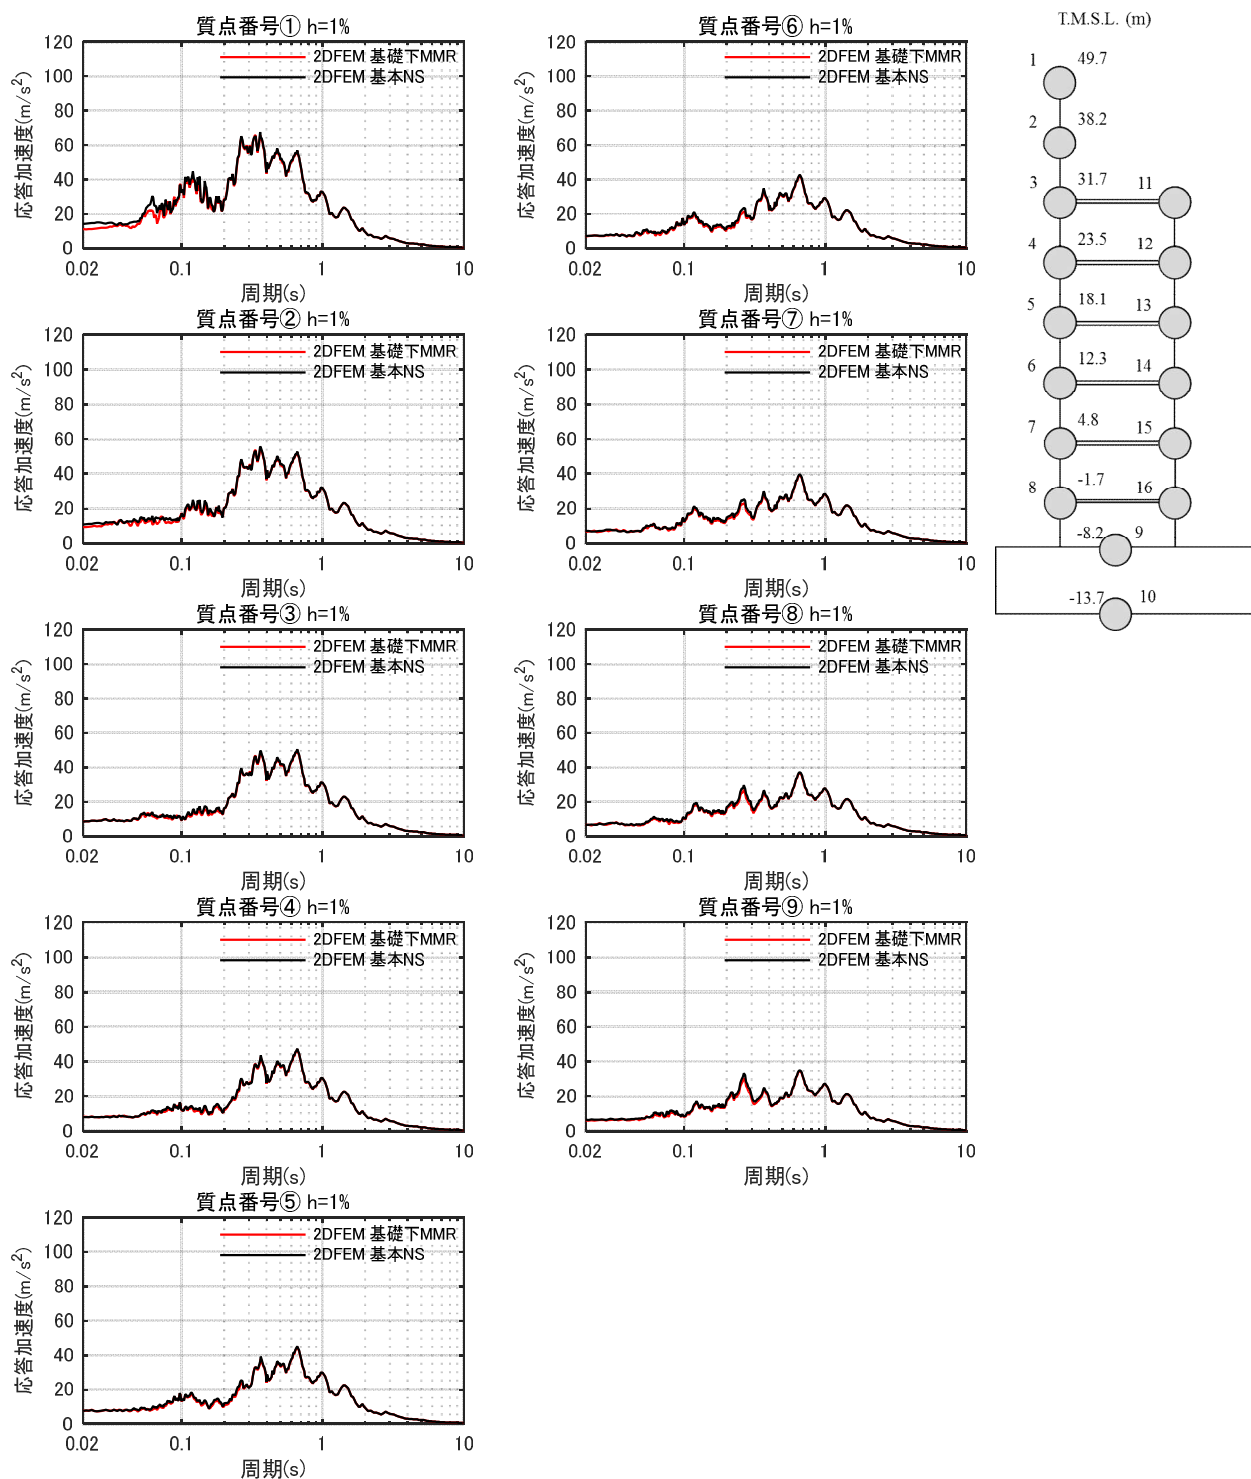 質点番号① h=1%
120
100
80
60
40
20
0
応答加速度(m/s²)
2DFEM 基礎下MMR
2DFEM 基本NS
0.02
0.1
1
10
周期(s)
質点番号② h=1%
120
100
80
60
40
20
0
応答加速度(m/s²)
2DFEM 基礎下MMR
2DFEM 基本NS
0.02
0.1
1
10
周期(s)
質点番号③ h=1%
120
100
80
60
40
20
0
応答加速度(m/s²)
2DFEM 基礎下MMR
2DFEM 基本NS
0.02
0.1
1
10
周期(s)
質点番号④ h=1%
120
100
80
60
40
20
0
応答加速度(m/s²)
2DFEM 基礎下MMR
2DFEM 基本NS
0.02
0.1
1
10
周期(s)
質点番号⑤ h=1%
120
100
80
60
40
20
0
応答加速度(m/s²)
2DFEM 基礎下MMR
2DFEM 基本NS
0.02
0.1
1
10
周期(s)
質点番号⑥ h=1%
120
100
80
60
40
20
0
応答加速度(m/s²)
2DFEM 基礎下MMR
2DFEM 基本NS
0.02
0.1
1
10
周期(s)
質点番号⑦ h=1%
120
100
80
60
40
20
0
応答加速度(m/s²)
2DFEM 基礎下MMR
2DFEM 基本NS
0.02
0.1
1
10
周期(s)
質点番号⑧ h=1%
120
100
80
60
40
20
0
応答加速度(m/s²)
2DFEM 基礎下MMR
2DFEM 基本NS
0.02
0.1
1
10
周期(s)
質点番号⑨ h=1%
120
100
80
60
40
20
0
応答加速度(m/s²)
2DFEM 基礎下MMR
2DFEM 基本NS
0.02
0.1
1
10
周期(s)
T.M.S.L. (m)
1 49.7
2 38.2
3 31.7 11
4 23.5 12
5 18.1 13
6 12.3 14
7 4.8 15
8 -1.7 16
-8.2 9
-13.7 10